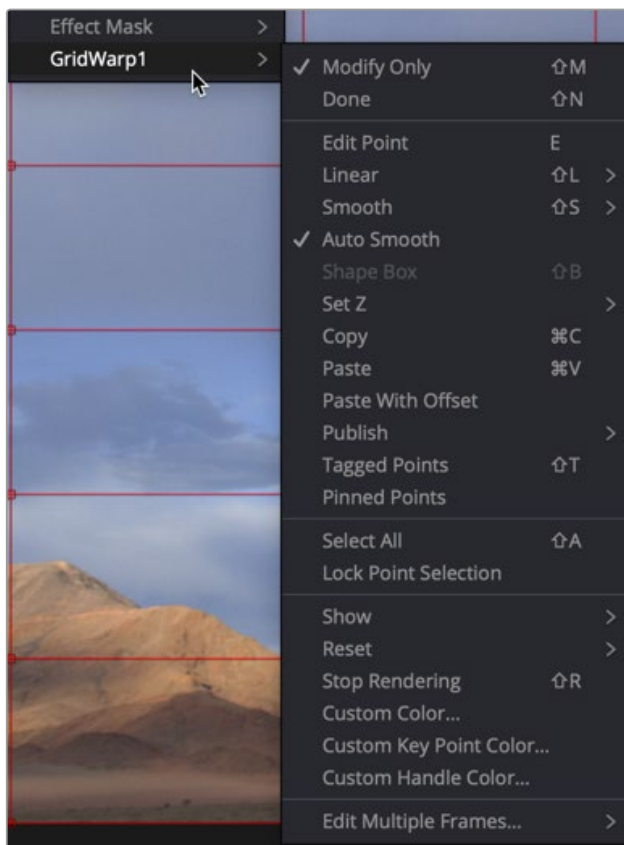 Effect Mask >
GridWarp1 >
✓ Modify Only ⇧M
Done ⇧N
Edit Point E
Linear ⇧L >
Smooth ⇧S >
✓ Auto Smooth
Shape Box ⇧B
Set Z >
Copy ⌘C
Paste ⌘V
Paste With Offset
Publish >
Tagged Points ⇧T
Pinned Points
Select All ⇧A
Lock Point Selection
Show >
Reset >
Stop Rendering ⇧R
Custom Color...
Custom Key Point Color...
Custom Handle Color...
Edit Multiple Frames... >